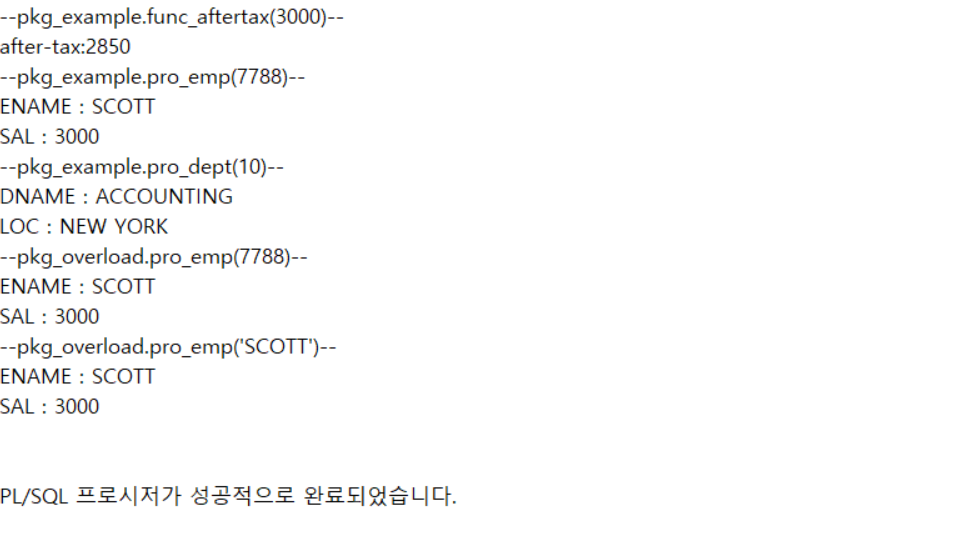 --pkg_example.func_aftertax(3000)--
after-tax:2850
--pkg_example.pro_emp(7788)--
ENAME : SCOTT
SAL : 3000
--pkg_example.pro_dept(10)--
DNAME : ACCOUNTING
LOC : NEW YORK
--pkg_overload.pro_emp(7788)--
ENAME : SCOTT
SAL : 3000
--pkg_overload.pro_emp('SCOTT')--
ENAME : SCOTT
SAL : 3000
PL/SQL 프로시저가 성공적으로 완료되었습니다.